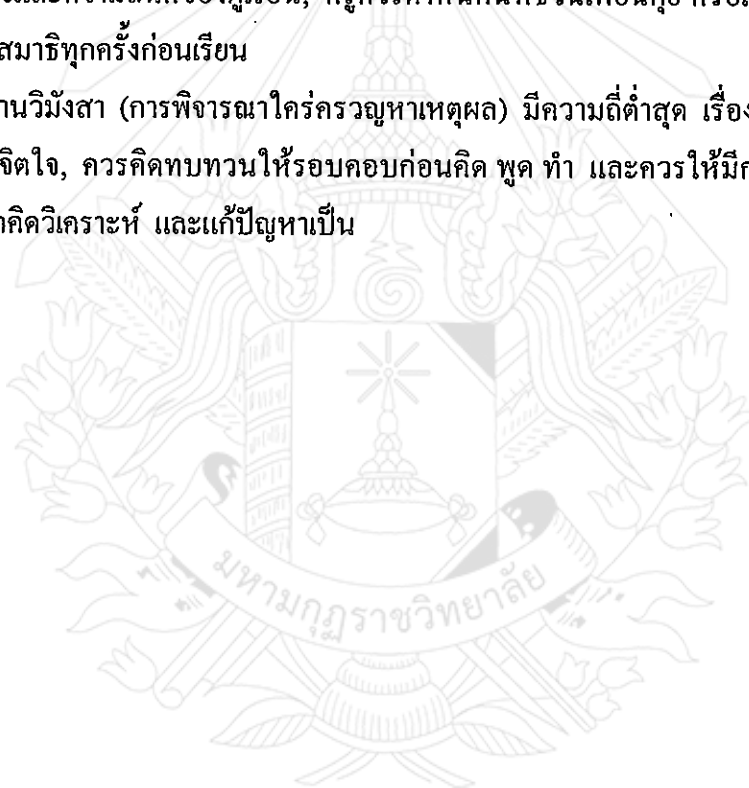 สมาธิทุกครั้งก่อนเรียน
านวิมังสา (การพิจารณาใคร่ครวญหาเหตุผล) มีความถี่ต่ำสุด เรื่อง
จิตใจ, ควรคิดทบทวนให้รอบคอบก่อนคิด พูด ทำ และควรให้มีก
าคิดวิเคราะห์ และแก้ปัญหาเป็น
มหามกุฏราชวิทยาลัย